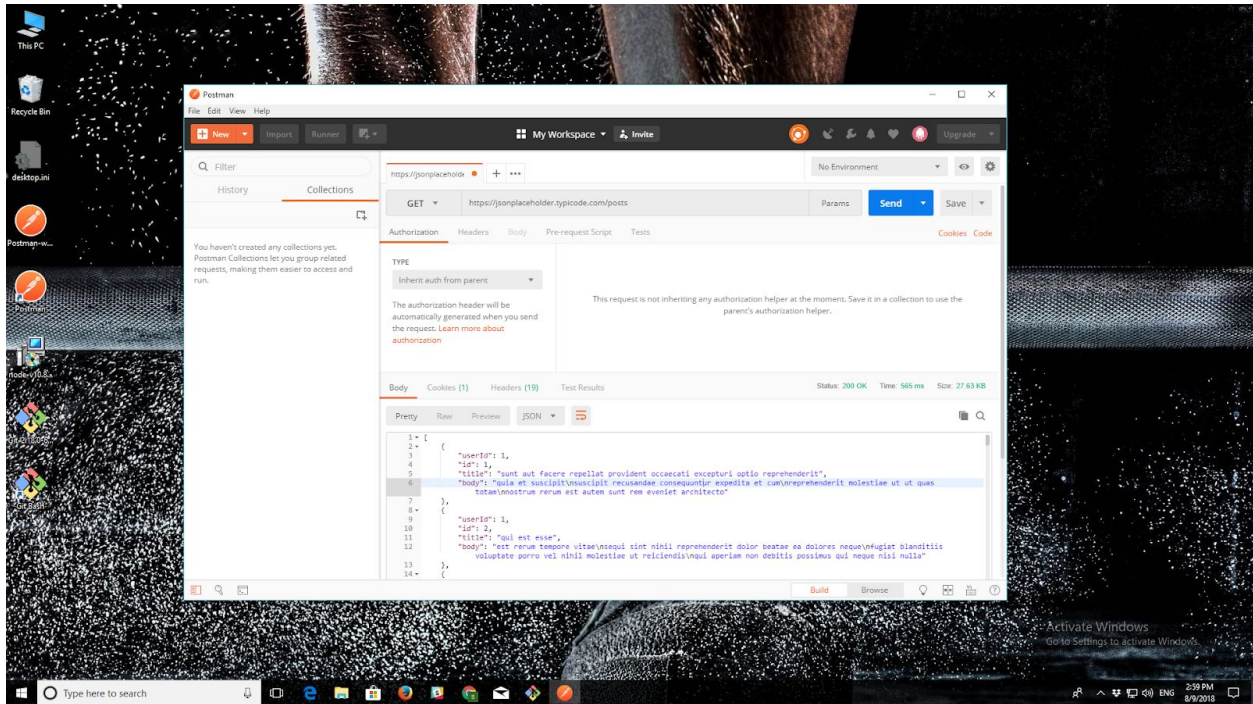 This PC
Recycle Bin
desktop.ini
Postman-w...
Postman
node-v10.8...
Git-2.18.0-6...
Git Bash
Postman
File Edit View Help
New Import Runner
My Workspace Invite
Upgrade
Filter
History Collections
You haven't created any collections yet.
Postman Collections let you group related
requests, making them easier to access and
run.
https://jsonplaceholde
No Environment
GET https://jsonplaceholder.typicode.com/posts Params Send Save
Authorization Headers Body Pre-request Script Tests Cookies Code
TYPE
Inherit auth from parent
The authorization header will be
automatically generated when you send
the request. Learn more about
authorization
This request is not inheriting any authorization helper at the moment. Save it in a collection to use the
parent's authorization helper.
Body Cookies (1) Headers (19) Test Results Status: 200 OK Time: 565 ms Size: 27.63 KB
Pretty Raw Preview JSON
1 [
2 {
3 "userId": 1,
4 "id": 1,
5 "title": "sunt aut facere repellat provident occaecati excepturi optio reprehenderit",
6 "body": "quia et suscipit\nsuscipit recusandae consequuntur expedita et cum\nreprehenderit molestiae ut ut quas
totam\nnostrum rerum est autem sunt rem eveniet architecto"
7 },
8 {
9 "userId": 1,
10 "id": 2,
11 "title": "qui est esse",
12 "body": "est rerum tempore vitae\nsequi sint nihil reprehenderit dolor beatae ea dolores neque\nfugiat blanditiis
voluptate porro vel nihil molestiae ut reiciendis\nqui aperiam non debitis possimus qui neque nisi nulla"
13 },
14 {
Build Browse
Activate Windows
Go to Settings to activate Windows.
Type here to search
ENG
2:59 PM
8/9/2018